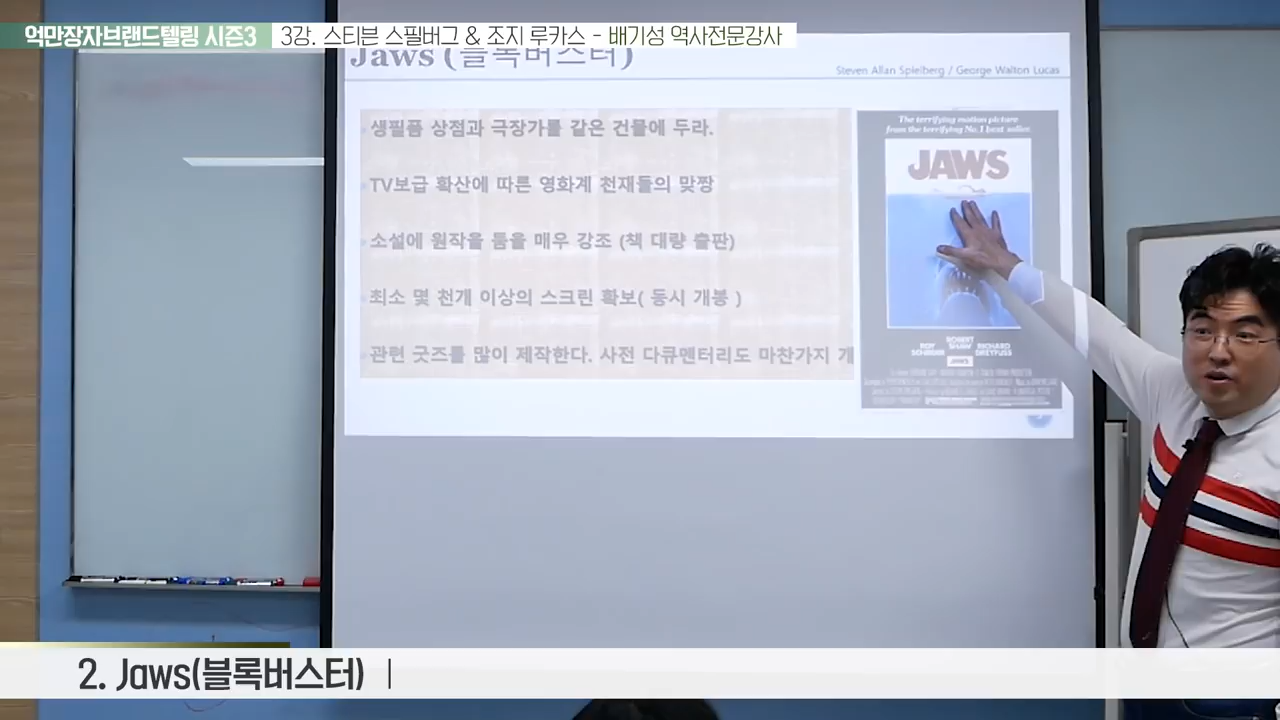 억만장자브랜드텔링 시즌3
3강. 스티븐 스필버그 & 조지 루카스 - 배기성 역사전문강사
Jaws (블록버스터)
Steven Allan Spielberg / George Walton Lucas
생필품 상점과 극장가를 같은 건물에 두라.
TV보급 확산에 따른 영화계 천재들의 맞짱
소설에 원작을 둠을 매우 강조 (책 대량 출판)
최소 몇 천개 이상의 스크린 확보( 동시 개봉 )
관련 굿즈를 많이 제작한다. 사전 다큐멘터리도 마찬가지 개
The terrifying motion picture
from the terrifying No. 1 best seller.
JAWS
ROY SCHEIDER
ROBERT SHAW
RICHARD DREYFUSS
JAWS
2. Jaws(블록버스터)